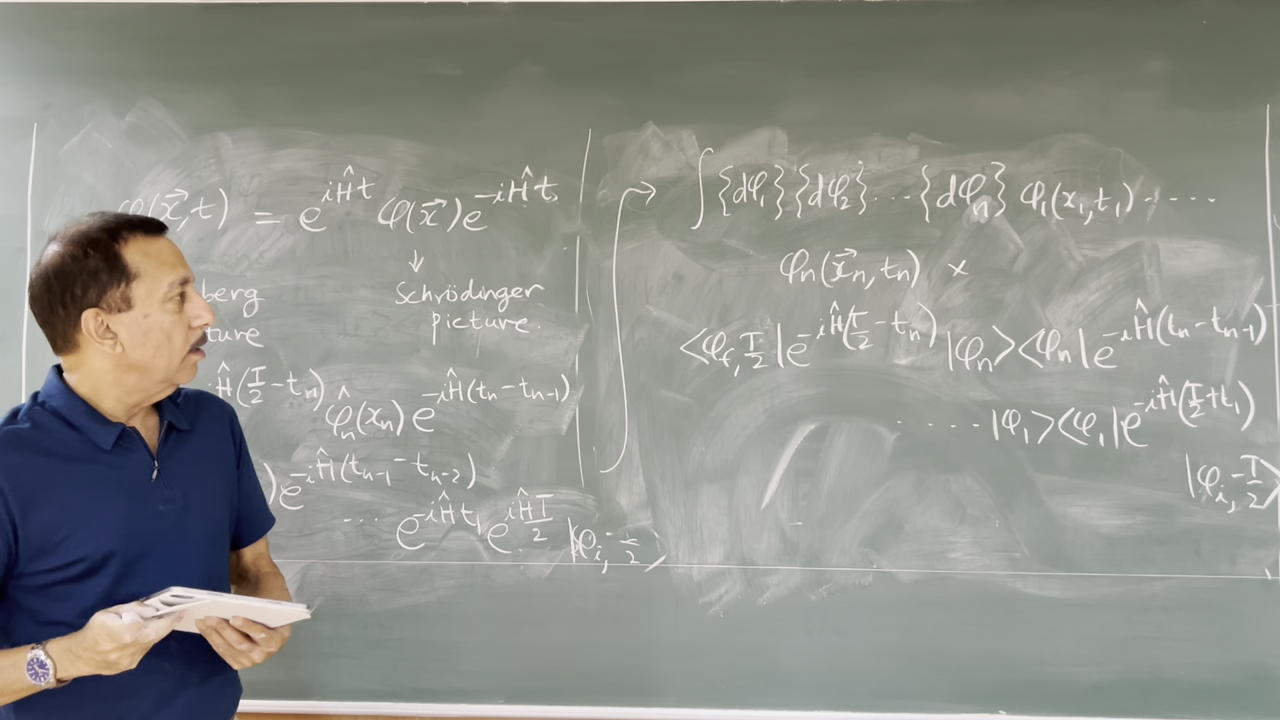 φ(x⃗,t) = e^{iĤt} φ(x⃗) e^{-iĤt}
↓
berg Schrödinger
ture picture.
iĤ(T/2 - t_n) φ̂_n(x_n) e^{-iĤ(t_n - t_{n-1})}
) e^{-iĤ(t_{n-1} - t_{n-2})}
... e^{-iĤt_1} e^{iĤT/2} |φ_i, -T/2>
→ ∫ {dφ_1}{dφ_2}...{dφ_n} φ_1(x_1,t_1)....
φ_n(x⃗_n, t_n) ×
<φ_f, T/2| e^{-iĤ(T/2 - t_n)} |φ_n><φ_n| e^{-iĤ(t_n - t_{n-1})}
..... |φ_1><φ_1| e^{-iĤ(T/2 + t_1)}
|φ_i, -T/2>